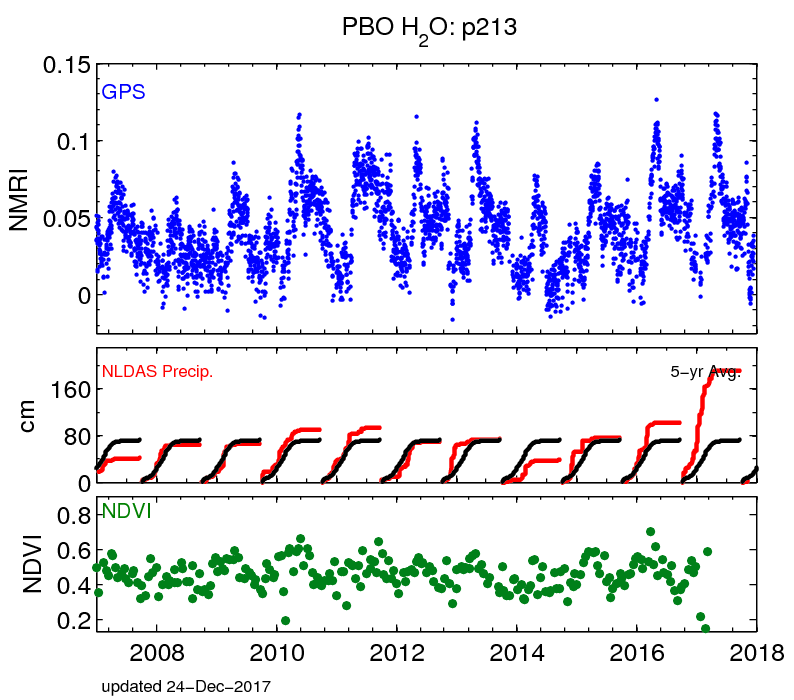 PBO H2O: p213
0.15
GPS
0.1
NMRI
0.05
0
NLDAS Precip.
5−yr Avg.
160
cm
80
0
0.8
NDVI
0.6
NDVI
0.4
0.2
2008 2010 2012 2014 2016 2018
updated 24−Dec−2017